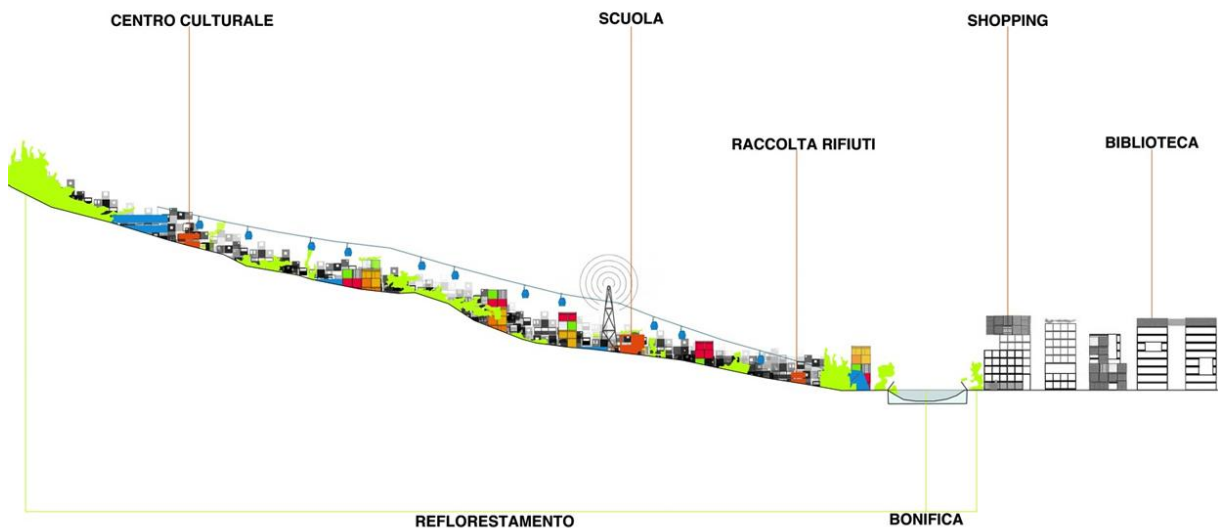 CENTRO CULTURALE
SCUOLA
SHOPPING
RACCOLTA RIFIUTI
BIBLIOTECA
REFLORESTAMENTO
BONIFICA